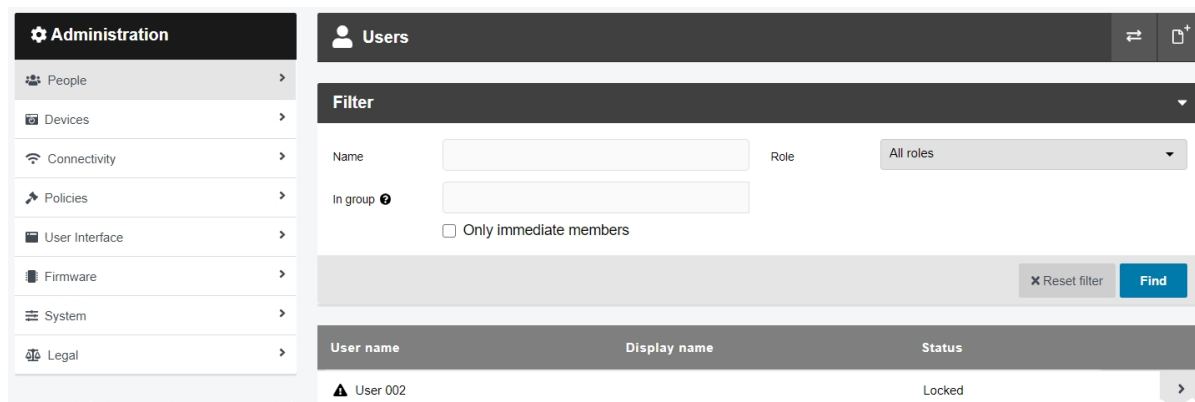 Administration
People
Devices
Connectivity
Policies
User Interface
Firmware
System
Legal
Users
Filter
Name
Role
All roles
In group
Only immediate members
Reset filter
Find
User name Display name Status
User 002 Locked